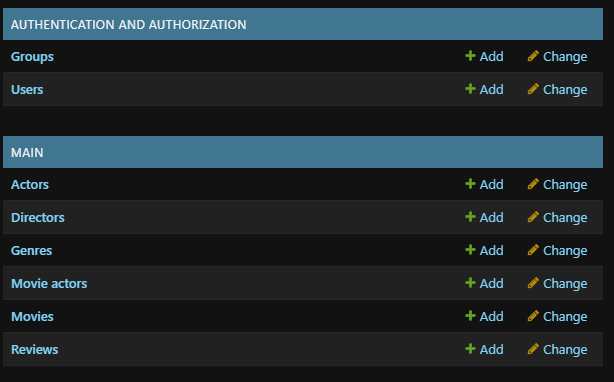 AUTHENTICATION AND AUTHORIZATION
Groups Add Change
Users Add Change
MAIN
Actors Add Change
Directors Add Change
Genres Add Change
Movie actors Add Change
Movies Add Change
Reviews Add Change